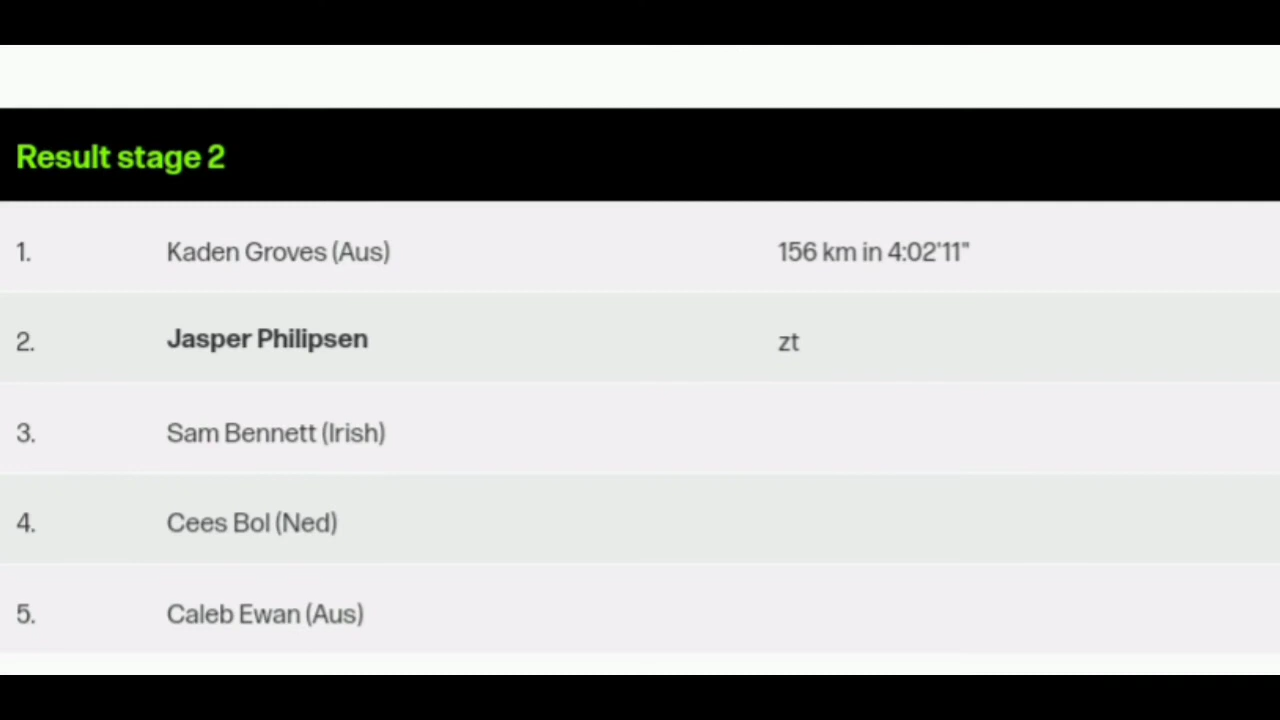 Result stage 2
1. Kaden Groves (Aus) 156 km in 4:02'11"
2. Jasper Philipsen zt
3. Sam Bennett (Irish)
4. Cees Bol (Ned)
5. Caleb Ewan (Aus)